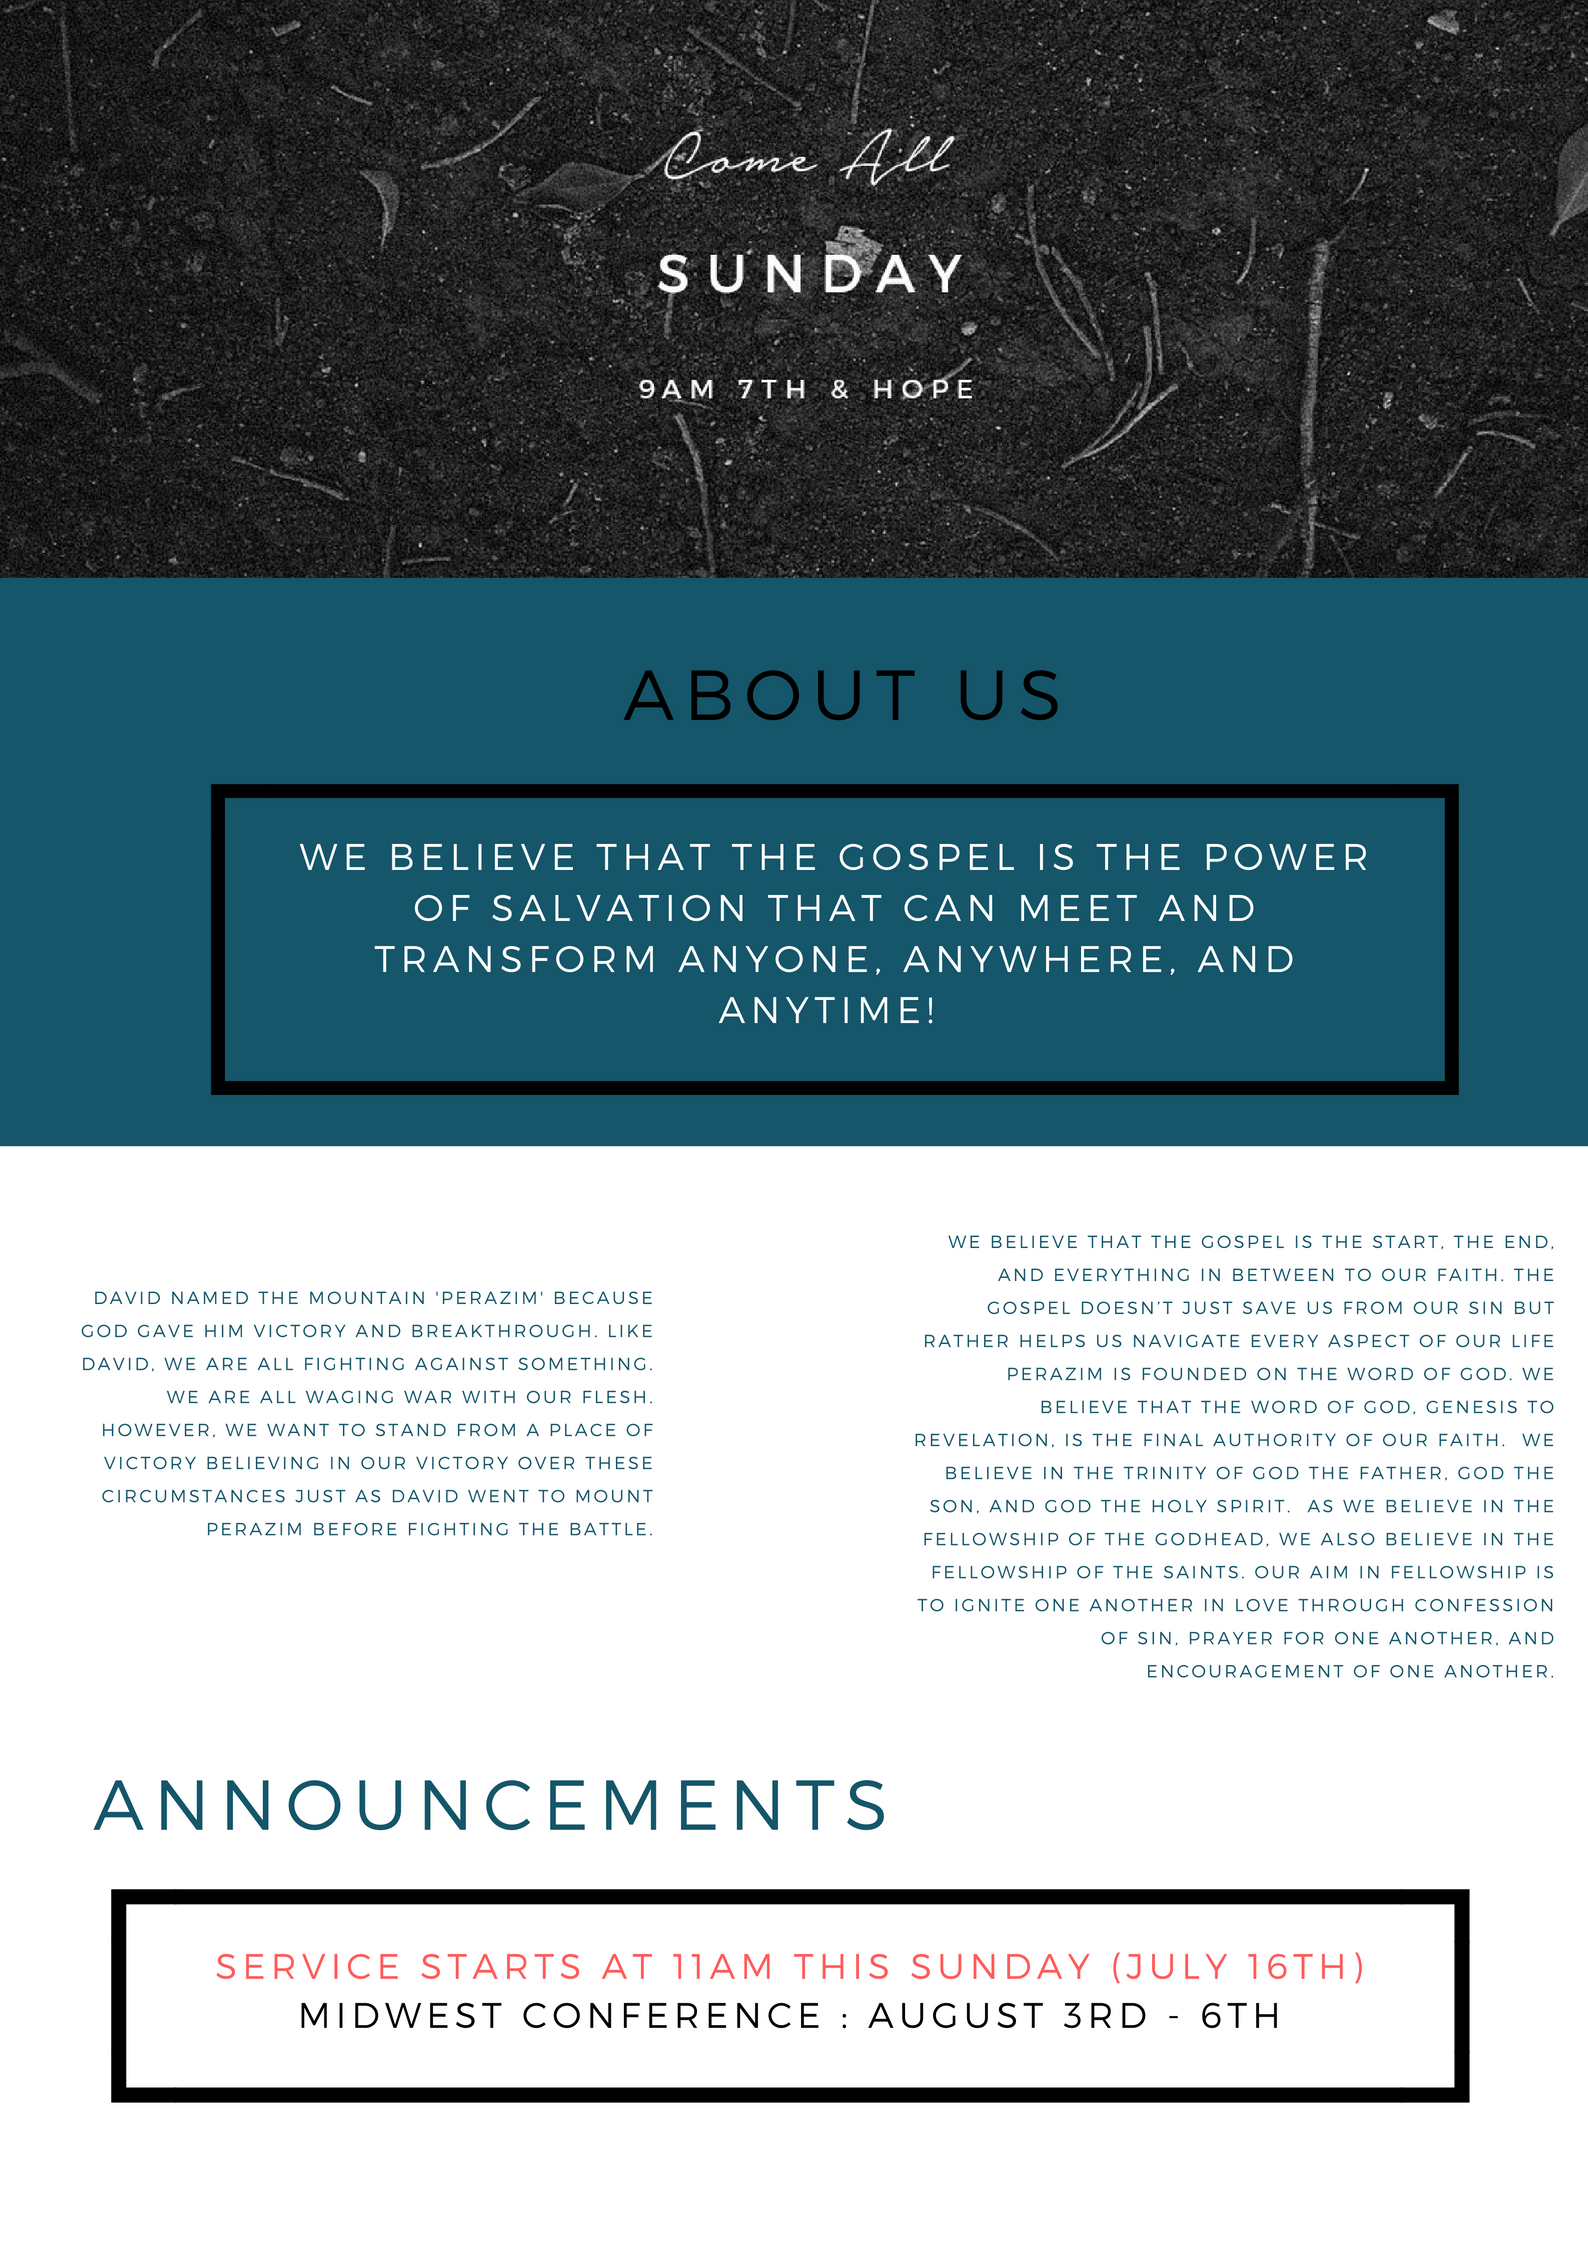 Come All
SUNDAY
9AM 7TH & HOPE
ABOUT US
WE BELIEVE THAT THE GOSPEL IS THE POWER
OF SALVATION THAT CAN MEET AND
TRANSFORM ANYONE, ANYWHERE, AND
ANYTIME!
DAVID NAMED THE MOUNTAIN 'PERAZIM' BECAUSE
GOD GAVE HIM VICTORY AND BREAKTHROUGH. LIKE
DAVID, WE ARE ALL FIGHTING AGAINST SOMETHING.
WE ARE ALL WAGING WAR WITH OUR FLESH.
HOWEVER, WE WANT TO STAND FROM A PLACE OF
VICTORY BELIEVING IN OUR VICTORY OVER THESE
CIRCUMSTANCES JUST AS DAVID WENT TO MOUNT
PERAZIM BEFORE FIGHTING THE BATTLE.
WE BELIEVE THAT THE GOSPEL IS THE START, THE END,
AND EVERYTHING IN BETWEEN TO OUR FAITH. THE
GOSPEL DOESN’T JUST SAVE US FROM OUR SIN BUT
RATHER HELPS US NAVIGATE EVERY ASPECT OF OUR LIFE
PERAZIM IS FOUNDED ON THE WORD OF GOD. WE
BELIEVE THAT THE WORD OF GOD, GENESIS TO
REVELATION, IS THE FINAL AUTHORITY OF OUR FAITH.  WE
BELIEVE IN THE TRINITY OF GOD THE FATHER, GOD THE
SON, AND GOD THE HOLY SPIRIT.  AS WE BELIEVE IN THE
FELLOWSHIP OF THE GODHEAD, WE ALSO BELIEVE IN THE
FELLOWSHIP OF THE SAINTS. OUR AIM IN FELLOWSHIP IS
TO IGNITE ONE ANOTHER IN LOVE THROUGH CONFESSION
OF SIN, PRAYER FOR ONE ANOTHER, AND
ENCOURAGEMENT OF ONE ANOTHER.
ANNOUNCEMENTS
SERVICE STARTS AT 11AM THIS SUNDAY (JULY 16TH)
MIDWEST CONFERENCE : AUGUST 3RD - 6TH